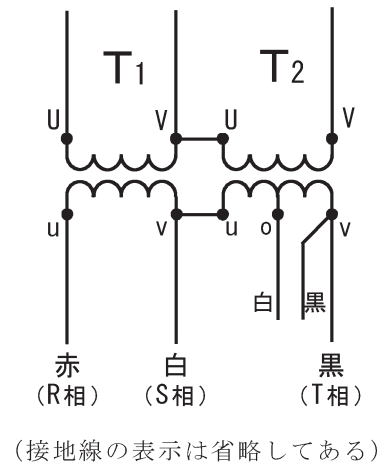 T1 T2
U V U V
u v u o v
白 黒
赤 白 黒
(R相) (S相) (T相)
(接地線の表示は省略してある)